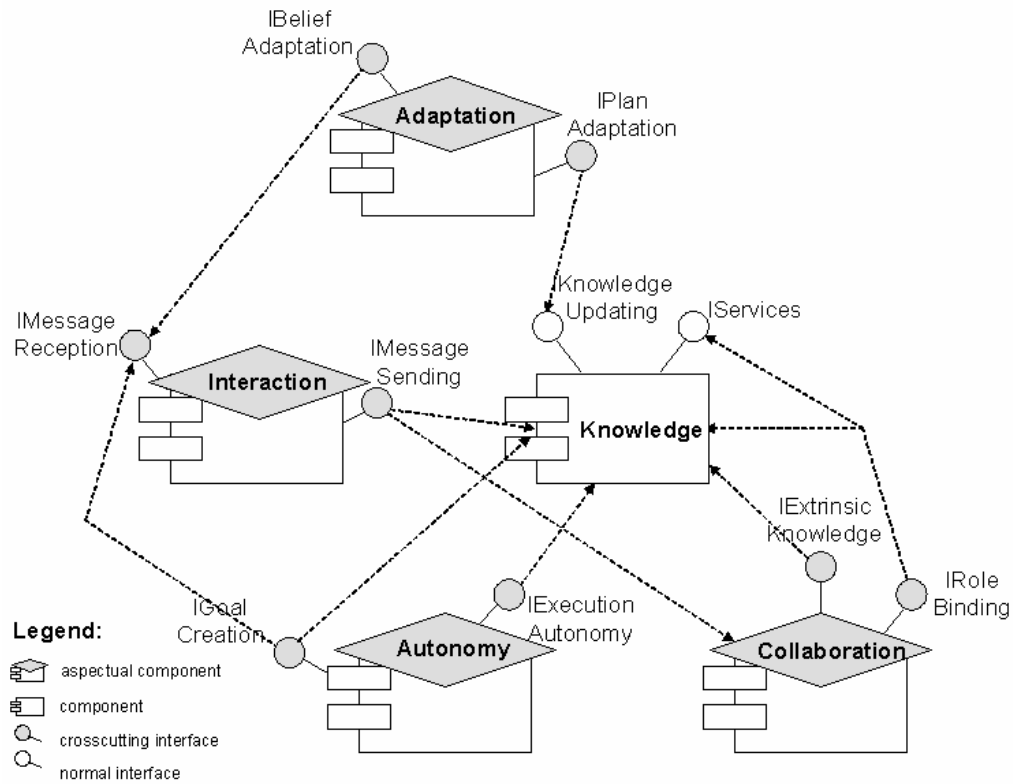 IBelief
Adaptation
Adaptation
IPlan
Adaptation
IKnowledge
Updating
IServices
IMessage
Reception
Interaction
IMessage
Sending
Knowledge
IExtrinsic
Knowledge
IRole
Binding
IGoal
Creation
IExecution
Autonomy
Autonomy
Collaboration
Legend:
aspectual component
component
crosscutting interface
normal interface